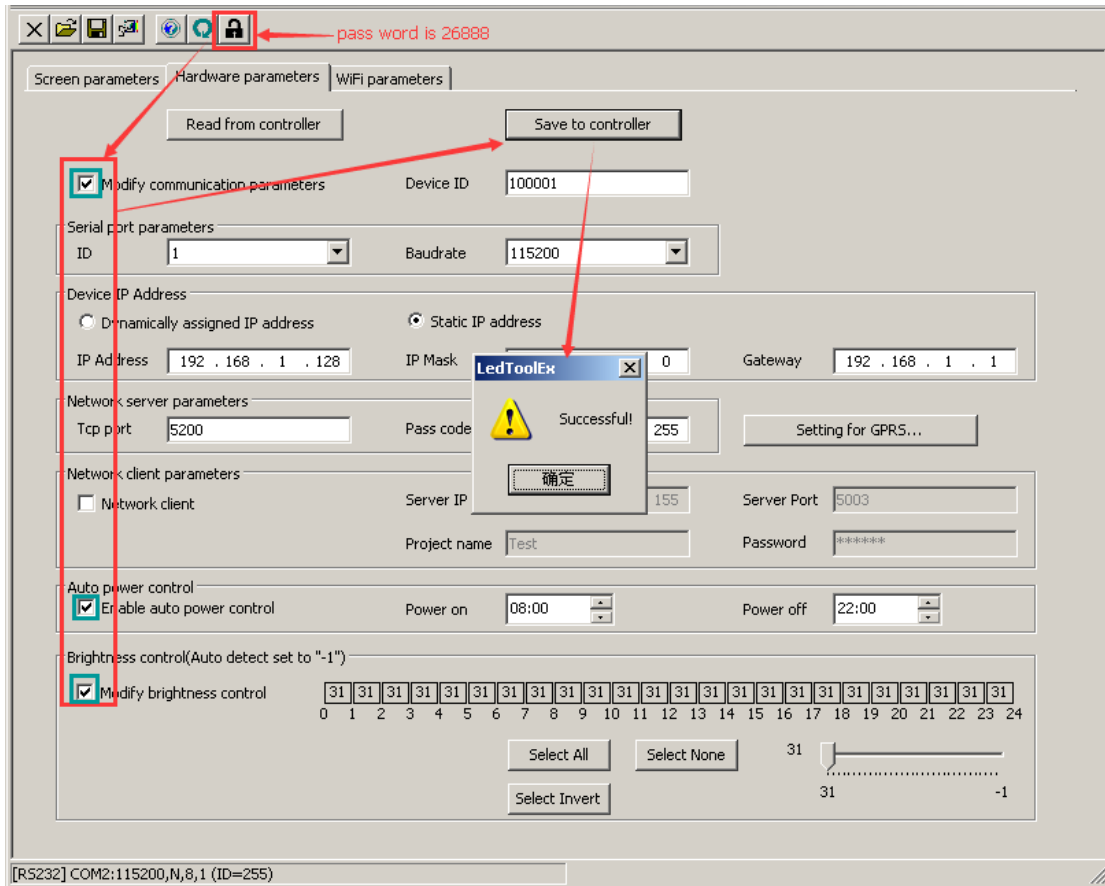 pass word is 26888
Screen parameters Hardware parameters WiFi parameters
Read from controller Save to controller
Modify communication parameters Device ID 100001
Serial port parameters
ID 1 Baudrate 115200
Device IP Address
Dynamically assigned IP address Static IP address
IP Address 192 . 168 . 1 . 128 IP Mask 0 Gateway 192 . 168 . 1 . 1
LedToolEx
Successful!
确定
Network server parameters
Tcp port 5200 Pass code 255 Setting for GPRS...
Network client parameters
Network client Server IP 155 Server Port 5003
Project name Test Password ******
Auto power control
Enable auto power control Power on 08:00 Power off 22:00
Brightness control(Auto detect set to "-1")
Modify brightness control 31 31 31 31 31 31 31 31 31 31 31 31 31 31 31 31 31 31 31 31 31 31 31 31
0 1 2 3 4 5 6 7 8 9 10 11 12 13 14 15 16 17 18 19 20 21 22 23 24
Select All Select None 31
Select Invert 31 -1
[RS232] COM2:115200,N,8,1 (ID=255)